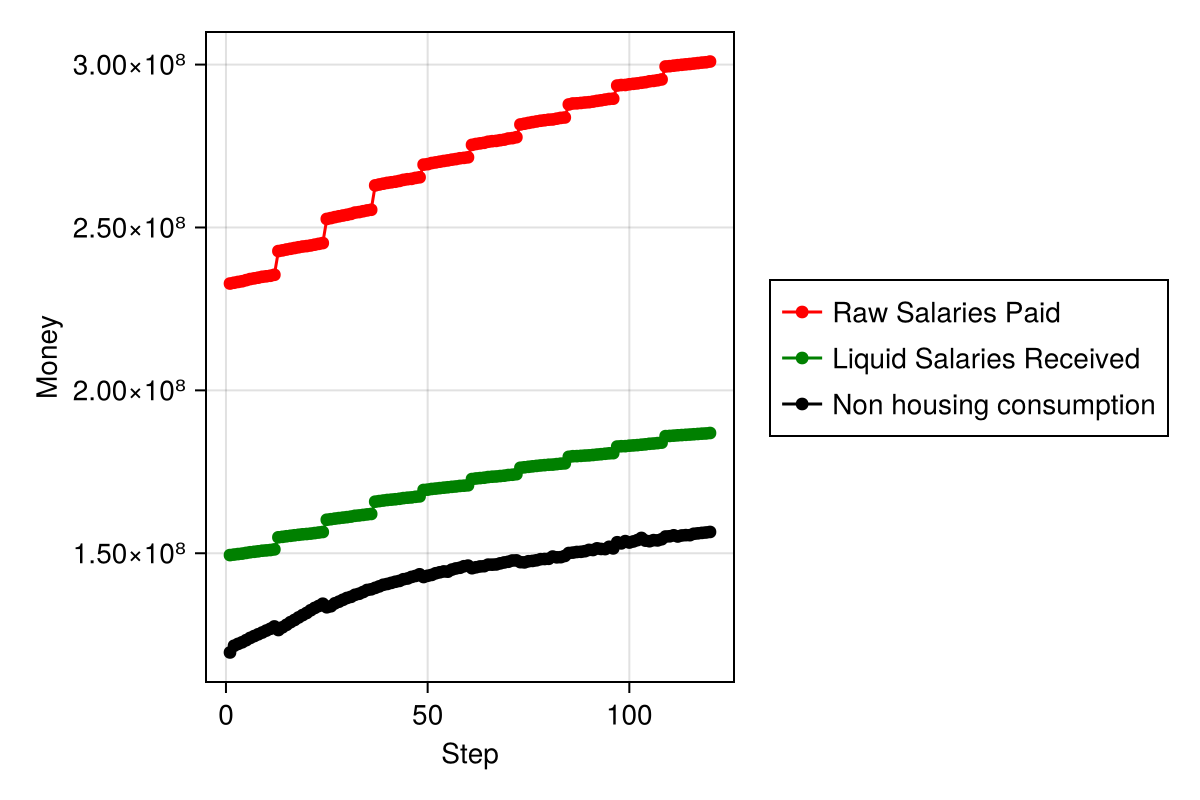 3.00×10⁸
2.50×10⁸
2.00×10⁸
1.50×10⁸
Money
0 50 100
Step
Raw Salaries Paid
Liquid Salaries Received
Non housing consumption